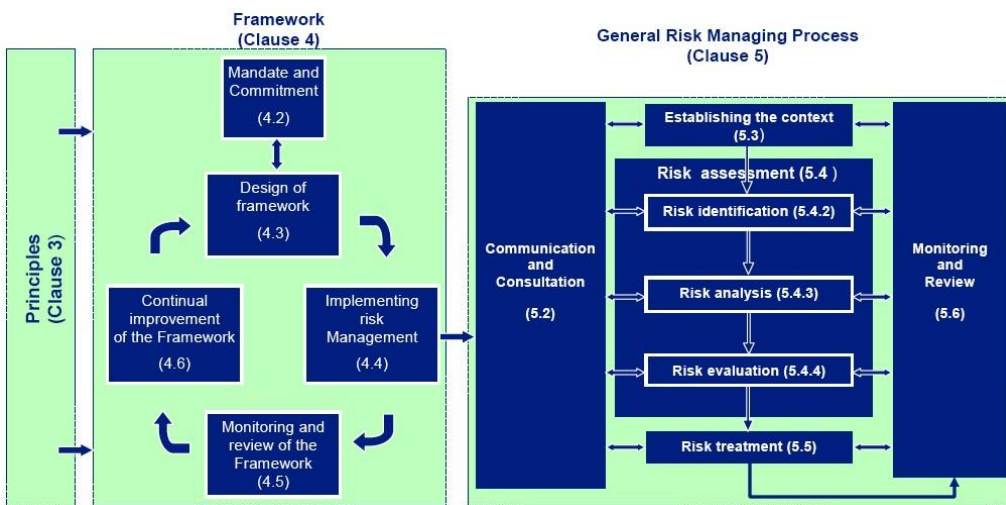 Principles
(Clause 3)
Framework
(Clause 4)
Mandate and
Commitment
(4.2)
Design of
framework
(4.3)
Continual
improvement
of the Framework
(4.6)
Implementing
risk
Management
(4.4)
Monitoring and
review of the
Framework
(4.5)
General Risk Managing Process
(Clause 5)
Communication
and
Consultation
(5.2)
Establishing the context
(5.3)
Risk assessment (5.4 )
Risk identification (5.4.2)
Risk analysis (5.4.3)
Risk evaluation (5.4.4)
Risk treatment (5.5)
Monitoring
and
Review
(5.6)